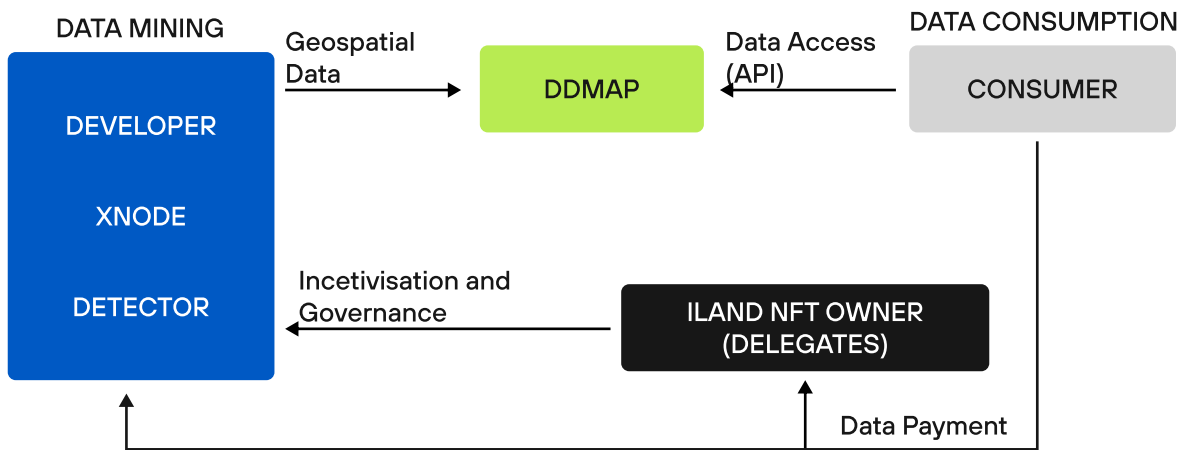 DATA MINING
DEVELOPER
XNODE
DETECTOR
Geospatial
Data
DDMAP
Data Access
(API)
DATA CONSUMPTION
CONSUMER
Incetivisation and
Governance
ILAND NFT OWNER
(DELEGATES)
Data Payment